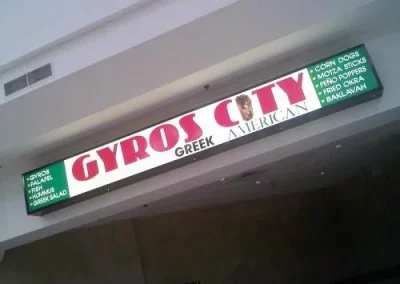 • GYROS
• FALAFEL
• FISH
• HUMMUS
• GREEK SALAD
GYROS CITY
GREEK AMERICAN
• CORN DOGS
• MOTZA STICKS
• PEÑO POPPERS
• FRIED OKRA
• BAKLAVAH